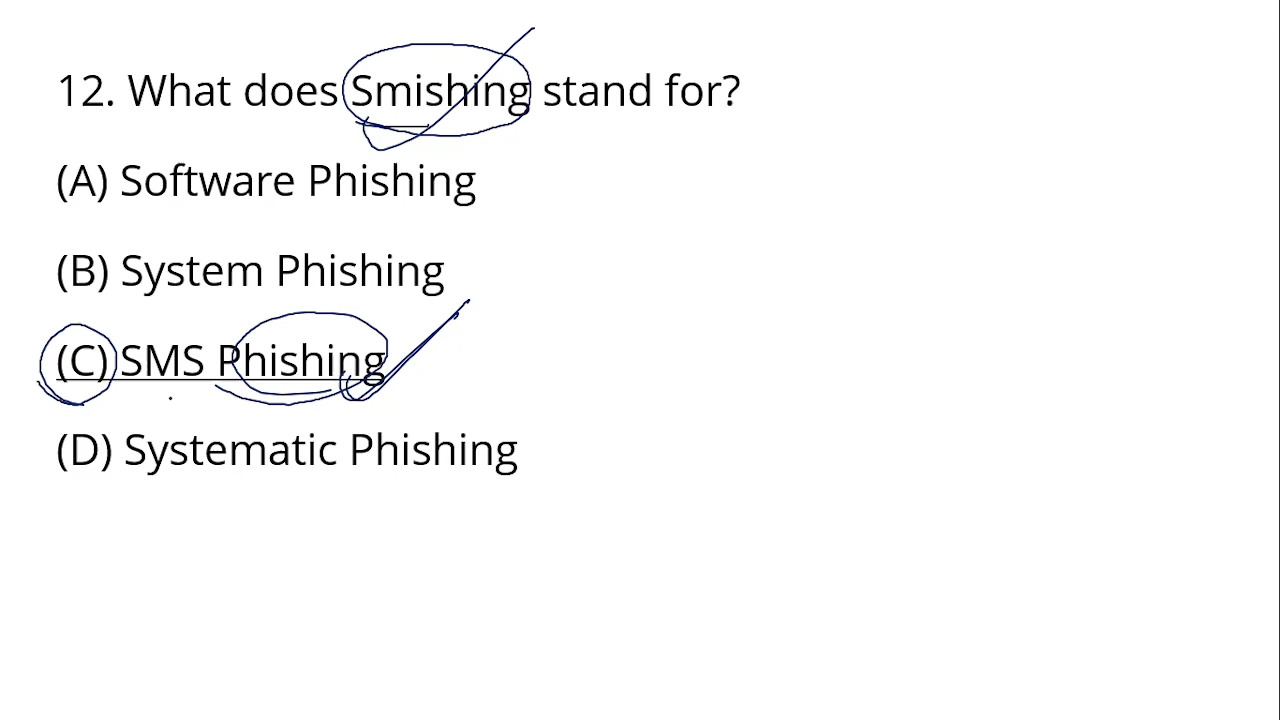 12. What does Smishing stand for?
(A) Software Phishing
(B) System Phishing
(C) SMS Phishing
(D) Systematic Phishing